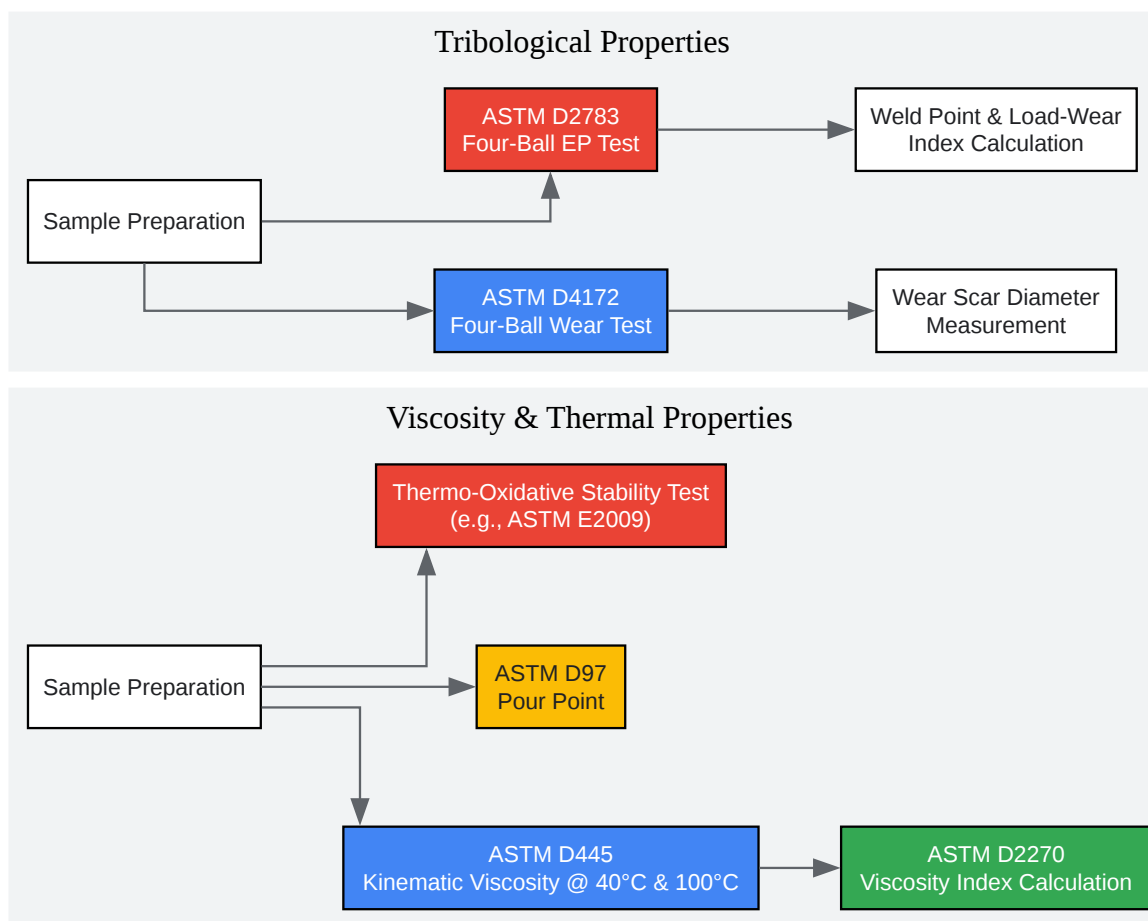 Tribological Properties
ASTM D2783
Four-Ball EP Test
Weld Point & Load-Wear
Index Calculation
Sample Preparation
ASTM D4172
Four-Ball Wear Test
Wear Scar Diameter
Measurement
Viscosity & Thermal Properties
Thermo-Oxidative Stability Test
(e.g., ASTM E2009)
Sample Preparation
ASTM D97
Pour Point
ASTM D445
Kinematic Viscosity @ 40°C & 100°C
ASTM D2270
Viscosity Index Calculation